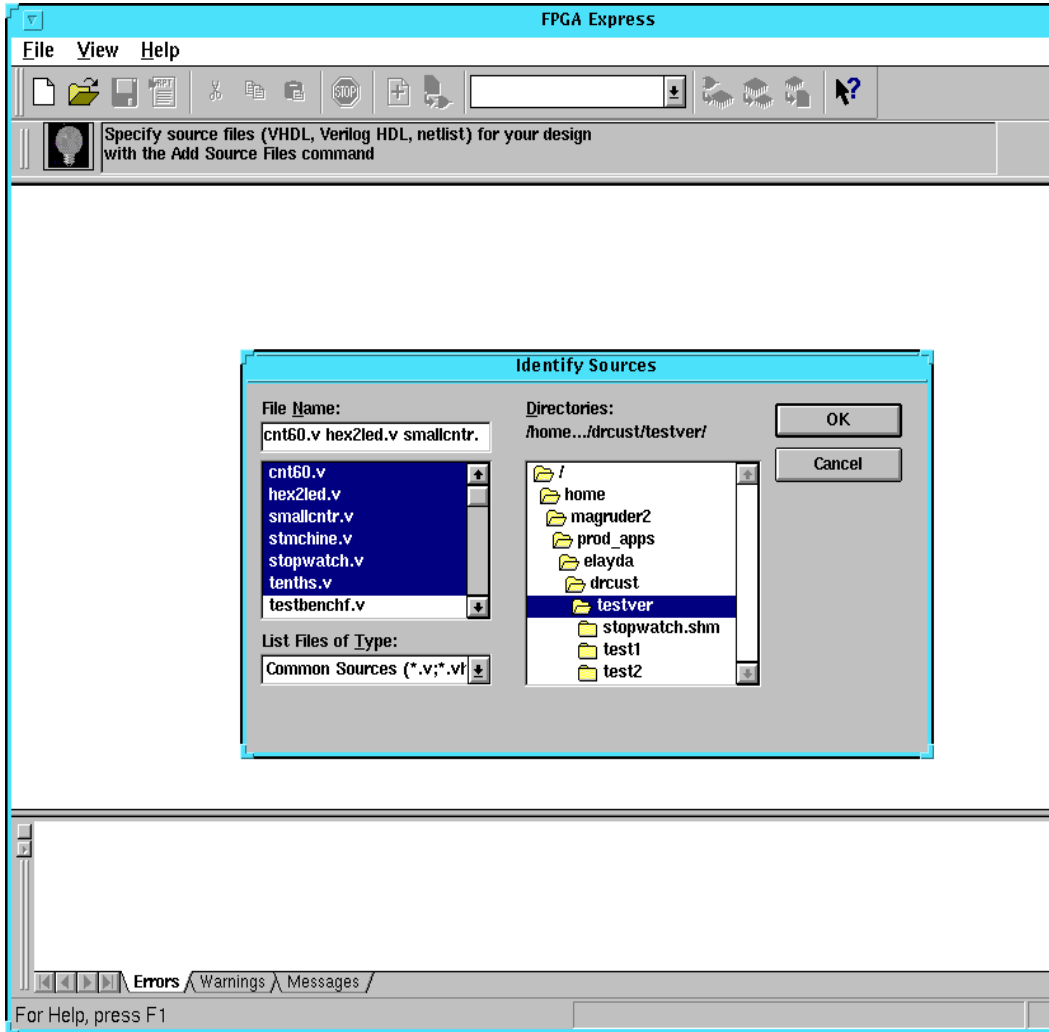 FPGA Express
File View Help
RPT
STOP
?
Specify source files (VHDL, Verilog HDL, netlist) for your design
with the Add Source Files command
Identify Sources
File Name:
cnt60.v hex2led.v smallcntr.
cnt60.v
hex2led.v
smallcntr.v
stmchine.v
stopwatch.v
tenths.v
testbenchf.v
List Files of Type:
Common Sources (*.v;*.vh
Directories:
/home.../drcust/testver/
/
home
magruder2
prod_apps
elayda
drcust
testver
stopwatch.shm
test1
test2
OK
Cancel
Errors Warnings Messages
For Help, press F1